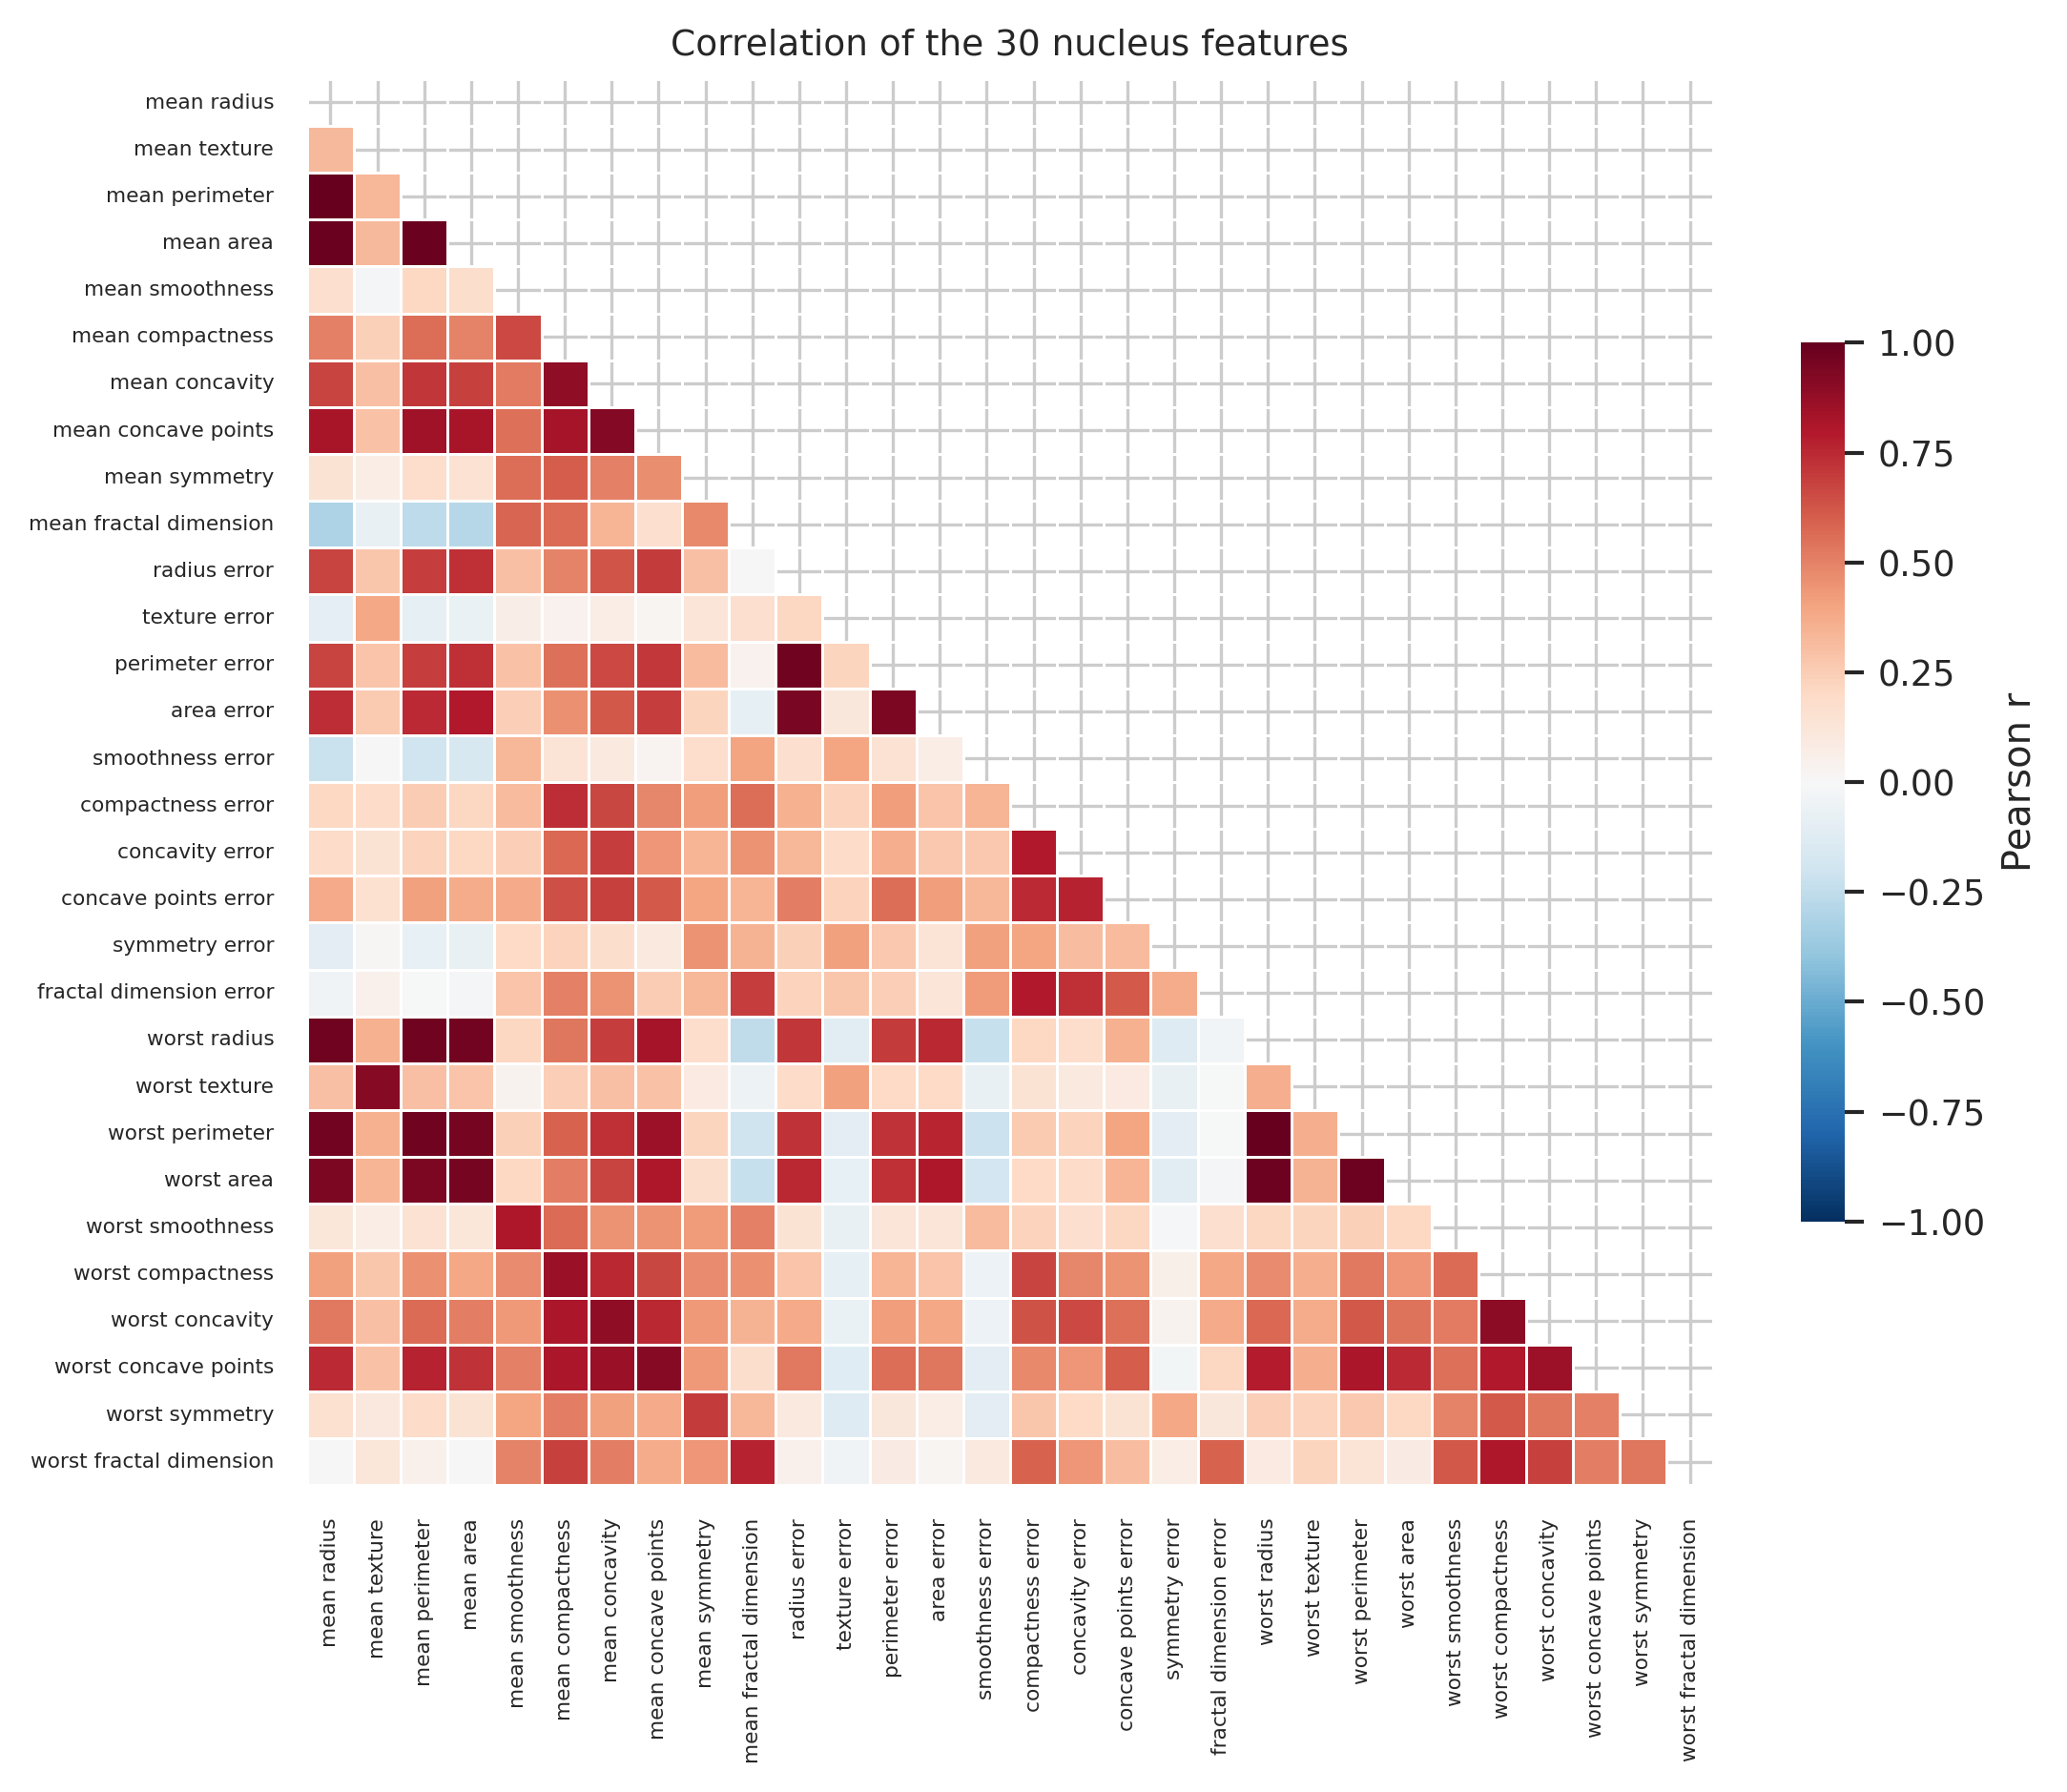 Correlation of the 30 nucleus features
mean radius
mean texture
mean perimeter
mean area
mean smoothness
mean compactness
mean concavity
mean concave points
mean symmetry
mean fractal dimension
radius error
texture error
perimeter error
area error
smoothness error
compactness error
concavity error
concave points error
symmetry error
fractal dimension error
worst radius
worst texture
worst perimeter
worst area
worst smoothness
worst compactness
worst concavity
worst concave points
worst symmetry
worst fractal dimension
mean radius
mean texture
mean perimeter
mean area
mean smoothness
mean compactness
mean concavity
mean concave points
mean symmetry
mean fractal dimension
radius error
texture error
perimeter error
area error
smoothness error
compactness error
concavity error
concave points error
symmetry error
fractal dimension error
worst radius
worst texture
worst perimeter
worst area
worst smoothness
worst compactness
worst concavity
worst concave points
worst symmetry
worst fractal dimension
1.00
0.75
0.50
0.25
0.00
−0.25
−0.50
−0.75
−1.00
Pearson r